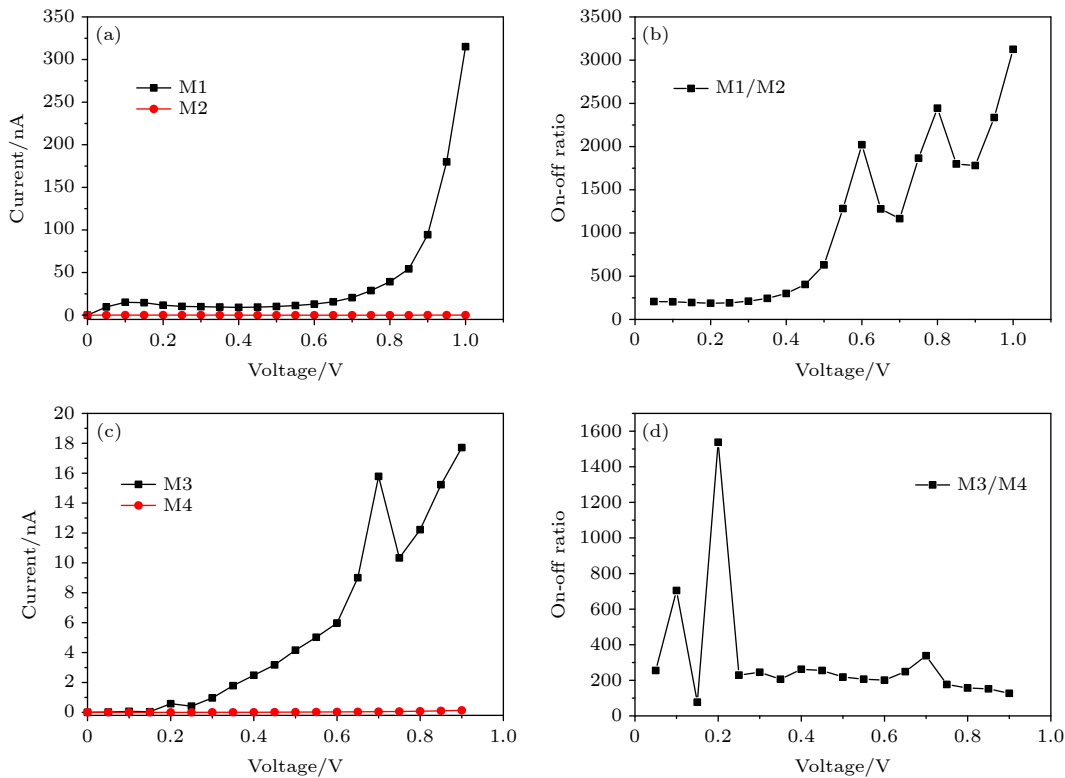 (a)
M1
M2
Current/nA
350
300
250
200
150
100
50
0
0 0.2 0.4 0.6 0.8 1.0
Voltage/V
(b)
M1/M2
On-off ratio
3500
3000
2500
2000
1500
1000
500
0
0 0.2 0.4 0.6 0.8 1.0
Voltage/V
(c)
M3
M4
Current/nA
20
18
16
14
12
10
8
6
4
2
0
0 0.2 0.4 0.6 0.8 1.0
Voltage/V
(d)
M3/M4
On-off ratio
1600
1400
1200
1000
800
600
400
200
0
0 0.2 0.4 0.6 0.8 1.0
Voltage/V